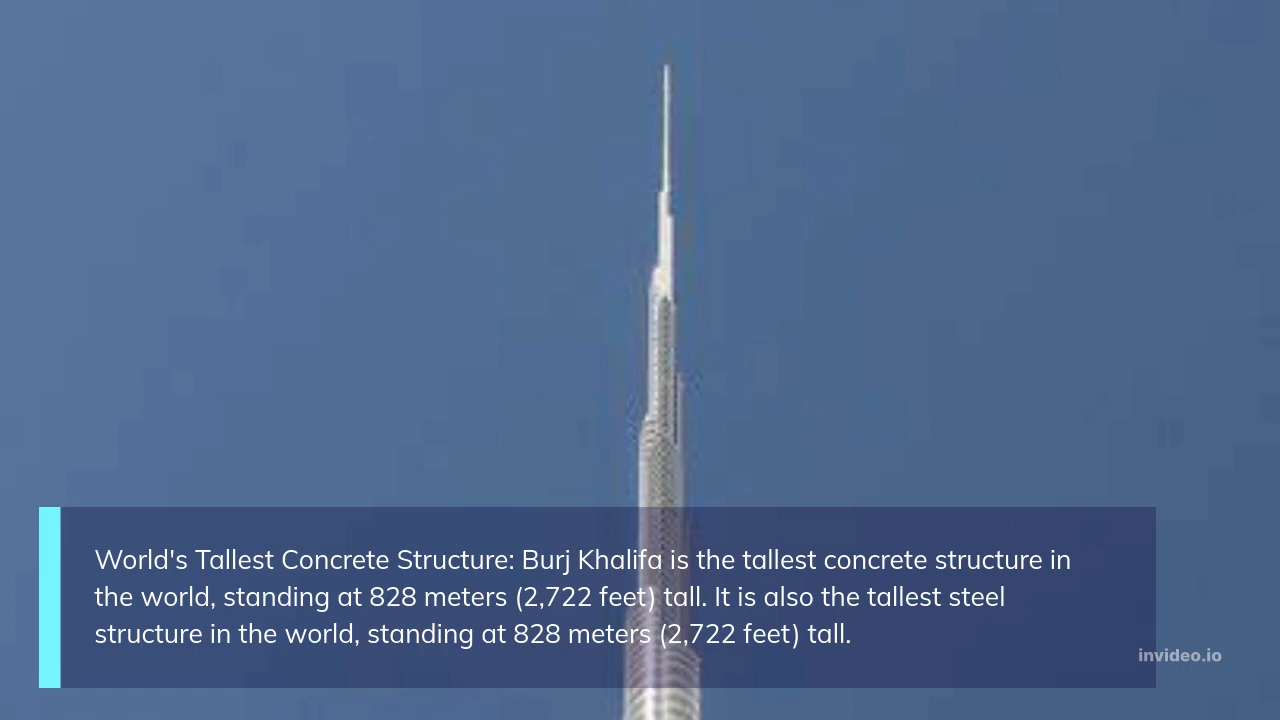 World's Tallest Concrete Structure: Burj Khalifa is the tallest concrete structure in
the world, standing at 828 meters (2,722 feet) tall. It is also the tallest steel
structure in the world, standing at 828 meters (2,722 feet) tall.
invideo.io